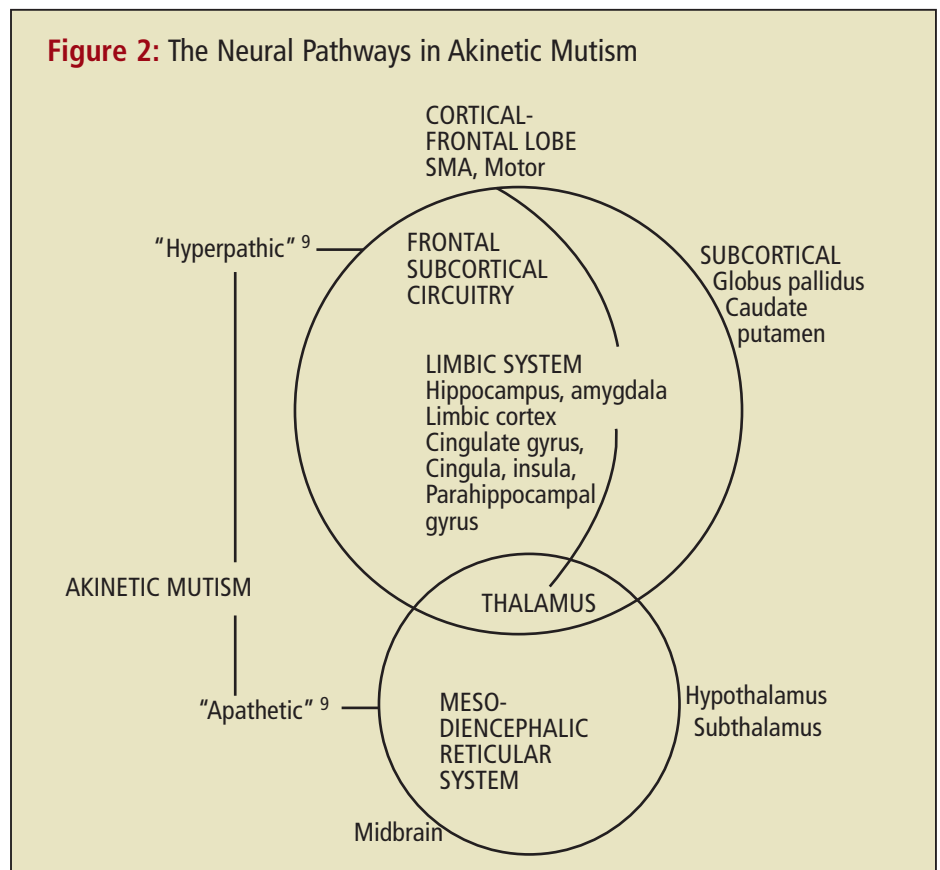 Figure 2: The Neural Pathways in Akinetic Mutism
CORTICAL-
FRONTAL LOBE
SMA, Motor
"Hyperpathic" 9
FRONTAL
SUBCORTICAL
CIRCUITRY
SUBCORTICAL
Globus pallidus
Caudate
putamen
LIMBIC SYSTEM
Hippocampus, amygdala
Limbic cortex
Cingulate gyrus,
Cingula, insula,
Parahippocampal
gyrus
AKINETIC MUTISM
THALAMUS
"Apathetic" 9
MESO-
DIENCEPHALIC
RETICULAR
SYSTEM
Hypothalamus
Subthalamus
Midbrain